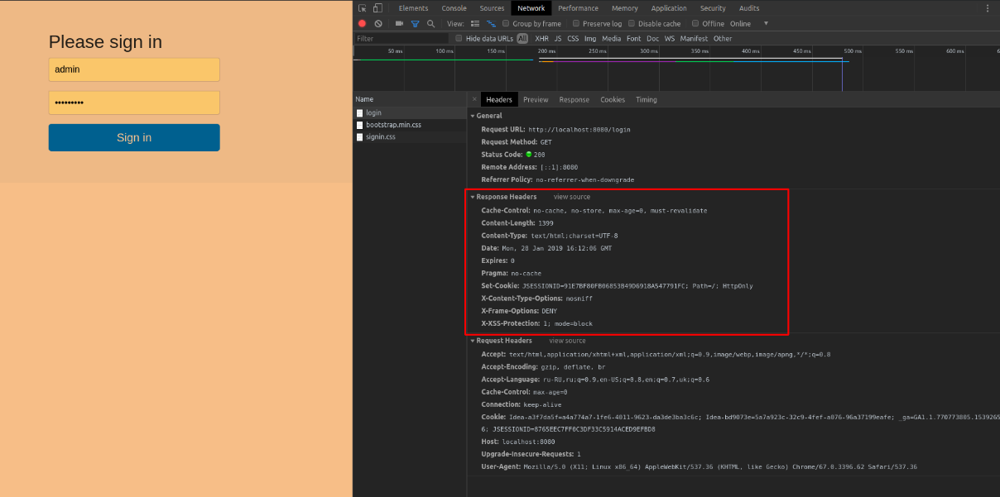 Please sign in
admin
•••••••••
Sign in
Elements Console Sources Network Performance Memory Application Security Audits
View: Group by frame Preserve log Disable cache Offline Online
Filter Hide data URLs All XHR JS CSS Img Media Font Doc WS Manifest Other
50 ms 100 ms 150 ms 200 ms 250 ms 300 ms 350 ms 400 ms 450 ms 500 ms 550 ms 600 ms
Name
login
bootstrap.min.css
signin.css
× Headers Preview Response Cookies Timing
General
Request URL: http://localhost:8080/login
Request Method: GET
Status Code: 200
Remote Address: [::1]:8080
Referrer Policy: no-referrer-when-downgrade
Response Headers view source
Cache-Control: no-cache, no-store, max-age=0, must-revalidate
Content-Length: 1399
Content-Type: text/html;charset=UTF-8
Date: Mon, 28 Jan 2019 16:12:06 GMT
Expires: 0
Pragma: no-cache
Set-Cookie: JSESSIONID=91E7BF80FB06853B49D6918A547791FC; Path=/; HttpOnly
X-Content-Type-Options: nosniff
X-Frame-Options: DENY
X-XSS-Protection: 1; mode=block
Request Headers view source
Accept: text/html,application/xhtml+xml,application/xml;q=0.9,image/webp,image/apng,*/*;q=0.8
Accept-Encoding: gzip, deflate, br
Accept-Language: ru-RU,ru;q=0.9,en-US;q=0.8,en;q=0.7,uk;q=0.6
Cache-Control: max-age=0
Connection: keep-alive
Cookie: Idea-a3f7da5f=a4a774a7-1fe6-4011-9623-da3de3ba3c6c; Idea-bd9073e=5a7a923c-32c9-4fef-a076-96a37199eafe; _ga=GA1.1.770773805.1539265
6; JSESSIONID=8765EEC7FF0C3DF33C5914ACED9EFBD8
Host: localhost:8080
Upgrade-Insecure-Requests: 1
User-Agent: Mozilla/5.0 (X11; Linux x86_64) AppleWebKit/537.36 (KHTML, like Gecko) Chrome/67.0.3396.62 Safari/537.36